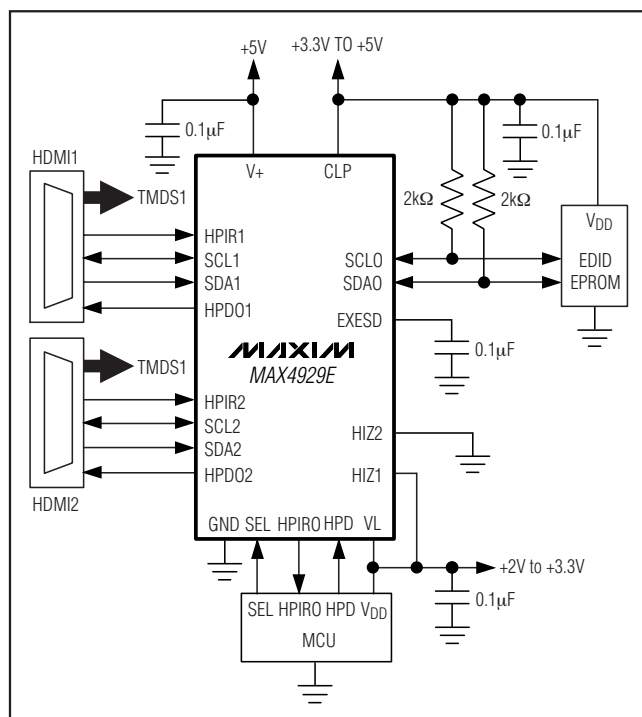 +5V
+3.3V TO +5V
0.1μF
0.1μF
HDMI1
V+
CLP
TMDS1
2kΩ
2kΩ
VDD
HPIR1
SCL1
SCL0
EDID
SDA1
SDA0
EPROM
HPDO1
EXESD
MAXIM
0.1μF
TMDS1
MAX4929E
HPIR2
SCL2
HIZ2
SDA2
HPDO2
HIZ1
HDMI2
GND SEL HPIRO HPD VL
+2V to +3.3V
SEL HPIRO HPD VDD
0.1μF
MCU